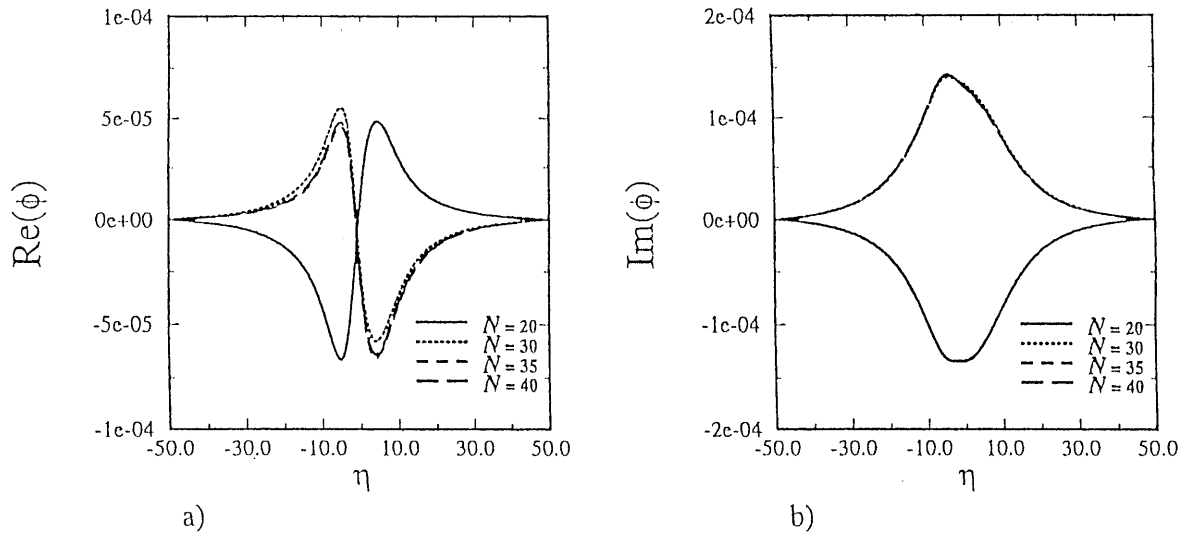 1e-04
5e-05
0e+00
-5e-05
-1e-04
Re(ϕ)
-50.0 -30.0 -10.0 10.0 30.0 50.0
η
N = 20
N = 30
N = 35
N = 40
a)
2e-04
1e-04
0e+00
-1e-04
-2e-04
Im(ϕ)
-50.0 -30.0 -10.0 10.0 30.0 50.0
η
N = 20
N = 30
N = 35
N = 40
b)